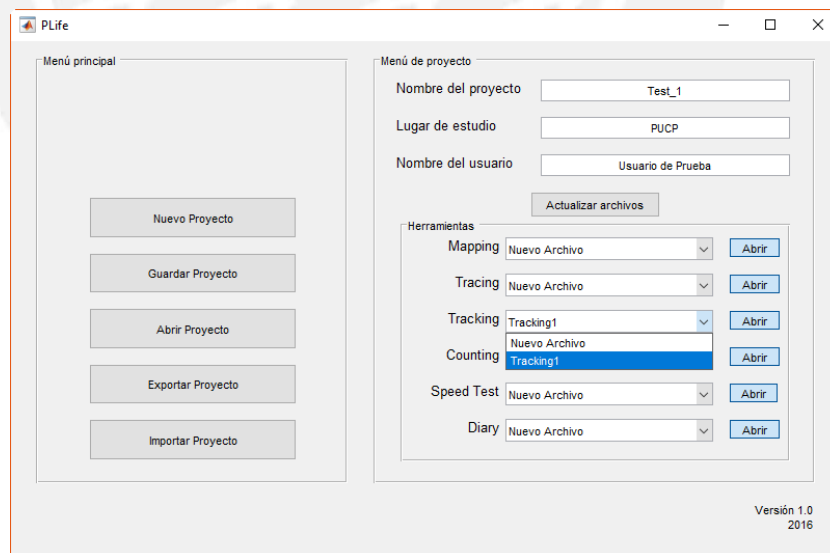 PLife
Menú principal
Nuevo Proyecto
Guardar Proyecto
Abrir Proyecto
Exportar Proyecto
Importar Proyecto
Menú de proyecto
Nombre del proyecto Test_1
Lugar de estudio PUCP
Nombre del usuario Usuario de Prueba
Actualizar archivos
Herramientas
Mapping Nuevo Archivo Abrir
Tracing Nuevo Archivo Abrir
Tracking Tracking1 Abrir
Nuevo Archivo
Tracking1
Counting Abrir
Speed Test Nuevo Archivo Abrir
Diary Nuevo Archivo Abrir
Versión 1.0
2016